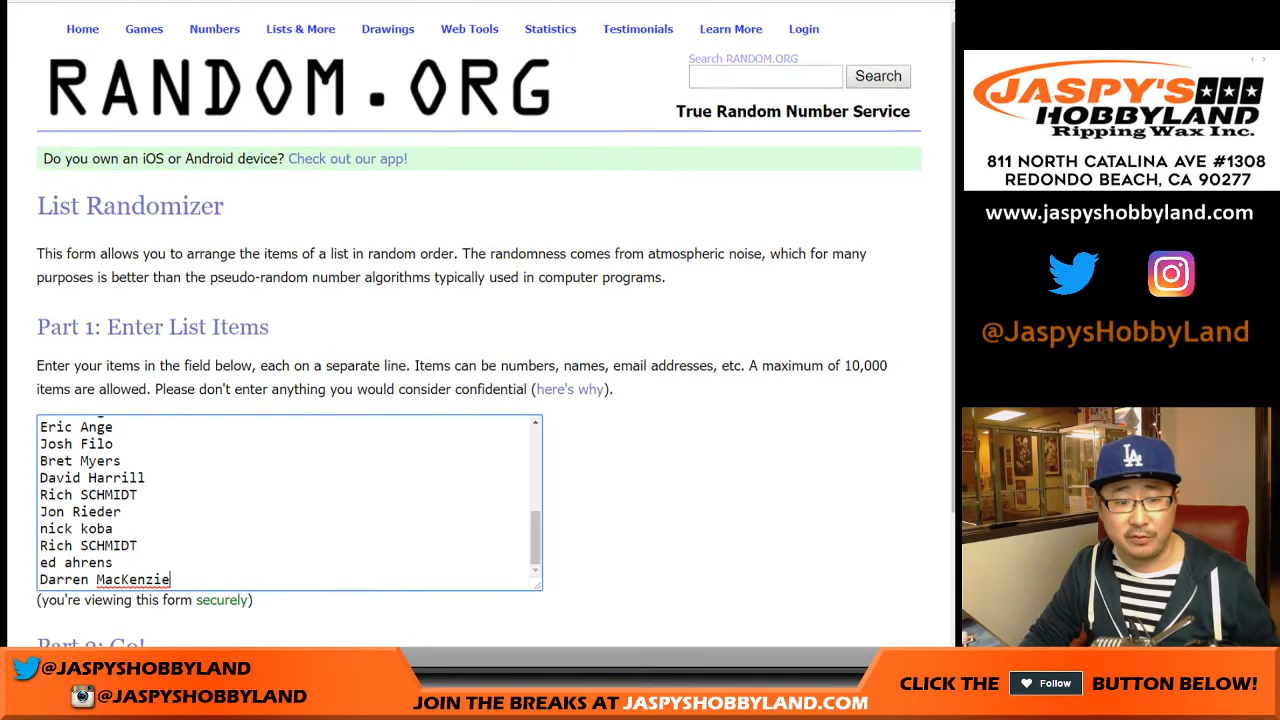 Home Games Numbers Lists & More Drawings Web Tools Statistics Testimonials Learn More Login
RANDOM.ORG
Search RANDOM.ORG
Search
True Random Number Service
Do you own an iOS or Android device? Check out our app!
List Randomizer
This form allows you to arrange the items of a list in random order. The randomness comes from atmospheric noise, which for many
purposes is better than the pseudo-random number algorithms typically used in computer programs.
Part 1: Enter List Items
Enter your items in the field below, each on a separate line. Items can be numbers, names, email addresses, etc. A maximum of 10,000
items are allowed. Please don't enter anything you would consider confidential (here's why).
Eric Ange
Josh Filo
Bret Myers
David Harrill
Rich SCHMIDT
Jon Rieder
nick koba
Rich SCHMIDT
ed ahrens
Darren MacKenzie
(you're viewing this form securely)
Part 2: Go!
JASPY'S
HOBBYLAND
Ripping Wax Inc.
811 NORTH CATALINA AVE #1308
REDONDO BEACH, CA 90277
www.jaspyshobbyland.com
@JaspysHobbyLand
LA
@JASPYSHOBBYLAND
@JASPYSHOBBYLAND
JOIN THE BREAKS AT JASPYSHOBBYLAND.COM
CLICK THE Follow BUTTON BELOW!